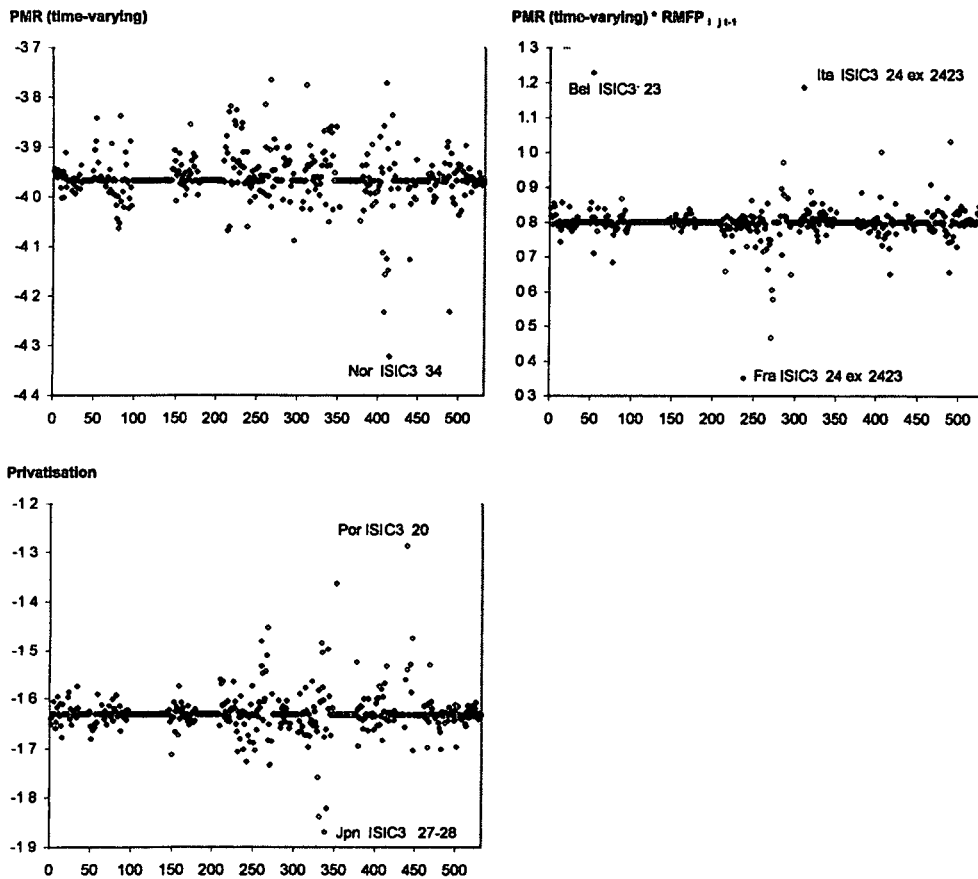 PMR (time-varying)
-3 7
-3 8
-3 9
-4 0
-4 1
-4 2
-4 3
-4 4
Nor ISIC3 34
0 50 100 150 200 250 300 350 400 450 500
PMR (time-varying) * RMFP i j t-1
1 3
1 2
1 1
1 0
0 9
0 8
0 7
0 6
0 5
0 4
0 3
Bel ISIC3 23
Ita ISIC3 24 ex 2423
Fra ISIC3 24 ex 2423
0 50 100 150 200 250 300 350 400 450 500
Privatisation
-1 2
-1 3
-1 4
-1 5
-1 6
-1 7
-1 8
-1 9
Por ISIC3 20
Jpn ISIC3 27-28
0 50 100 150 200 250 300 350 400 450 500